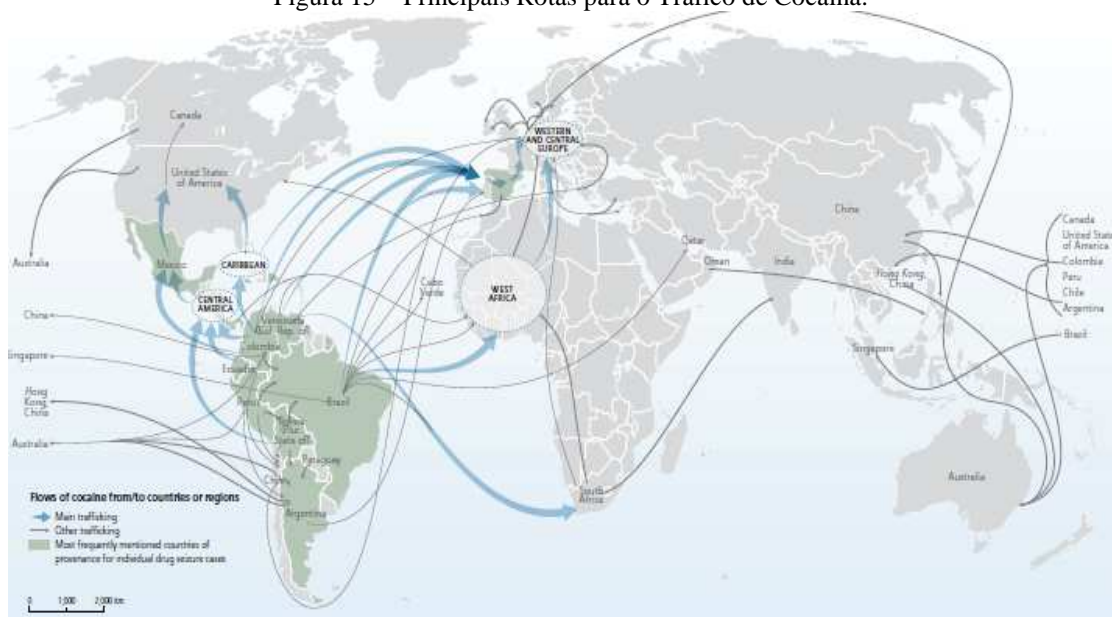 Figura 15 – Principais Rotas para o Tráfico de Cocaína.
Canada
United States
of America
Mexico
CARIBBEAN
CENTRAL
AMERICA
Australia
China
Singapore
Hong
Kong,
China
Australia
Venezuela
Colombia
Ecuador
Peru
Brazil
State of)
Paraguay
Chile
Argentina
Cabo
Verde
WESTERN
AND CENTRAL
EUROPE
WEST
AFRICA
South
Africa
Qatar
Oman
India
China
Hong Kong,
China
Singapore
Australia
Canada
United States
of America
Colombia
Peru
Chile
Argentina
Brazil
Flows of cocaine from/to countries or regions
Main trafficking
Other trafficking
Most frequently mentioned countries of
provenance for individual drug seizure cases
0 1,000 2,000 km